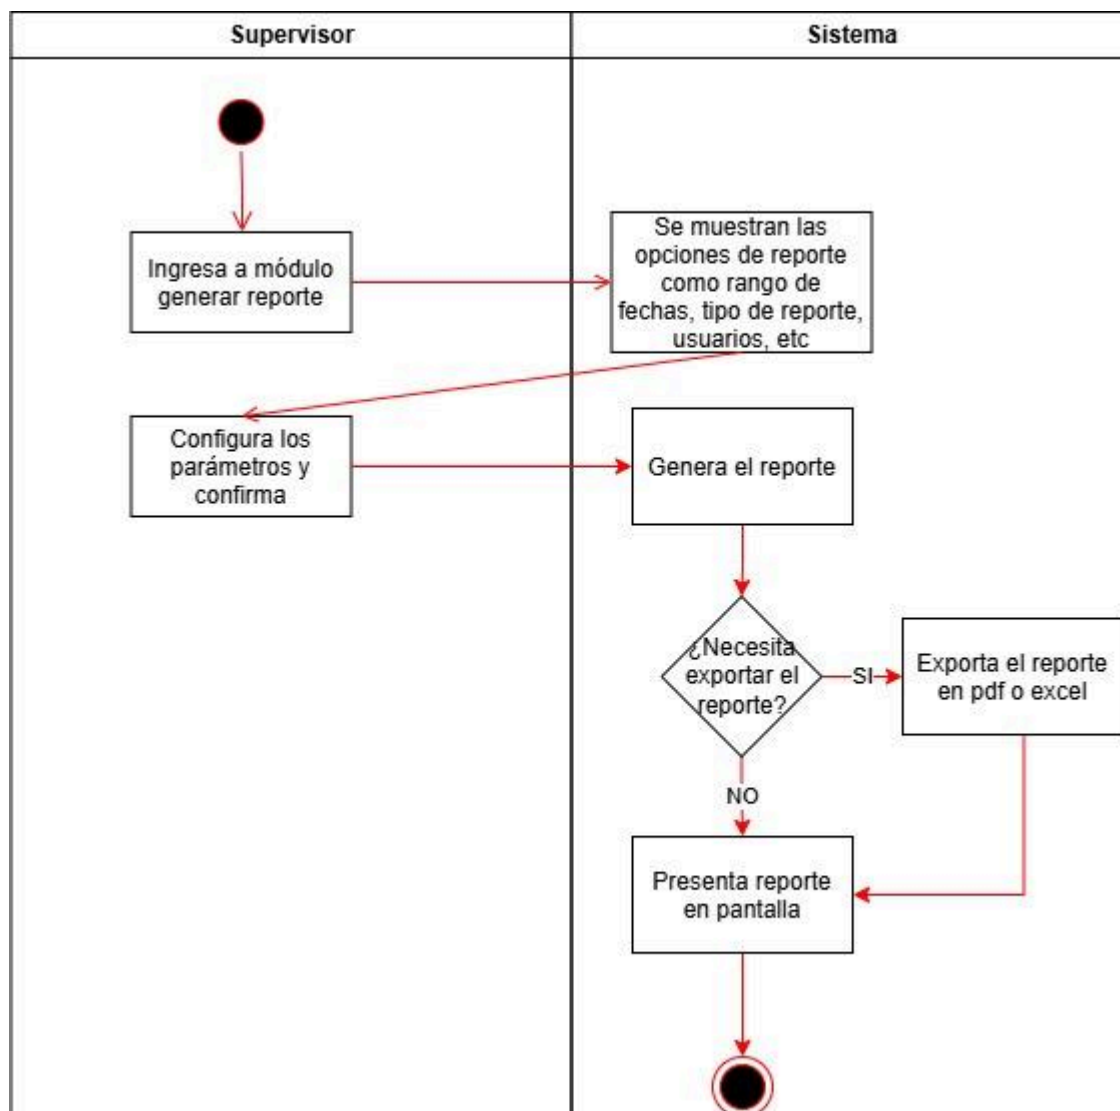 Supervisor
Sistema
Ingresa a módulo
generar reporte
Se muestran las
opciones de reporte
como rango de
fechas, tipo de reporte,
usuarios, etc
Configura los
parámetros y
confirma
Genera el reporte
¿Necesita
exportar el
reporte?
SI
Exporta el reporte
en pdf o excel
NO
Presenta reporte
en pantalla